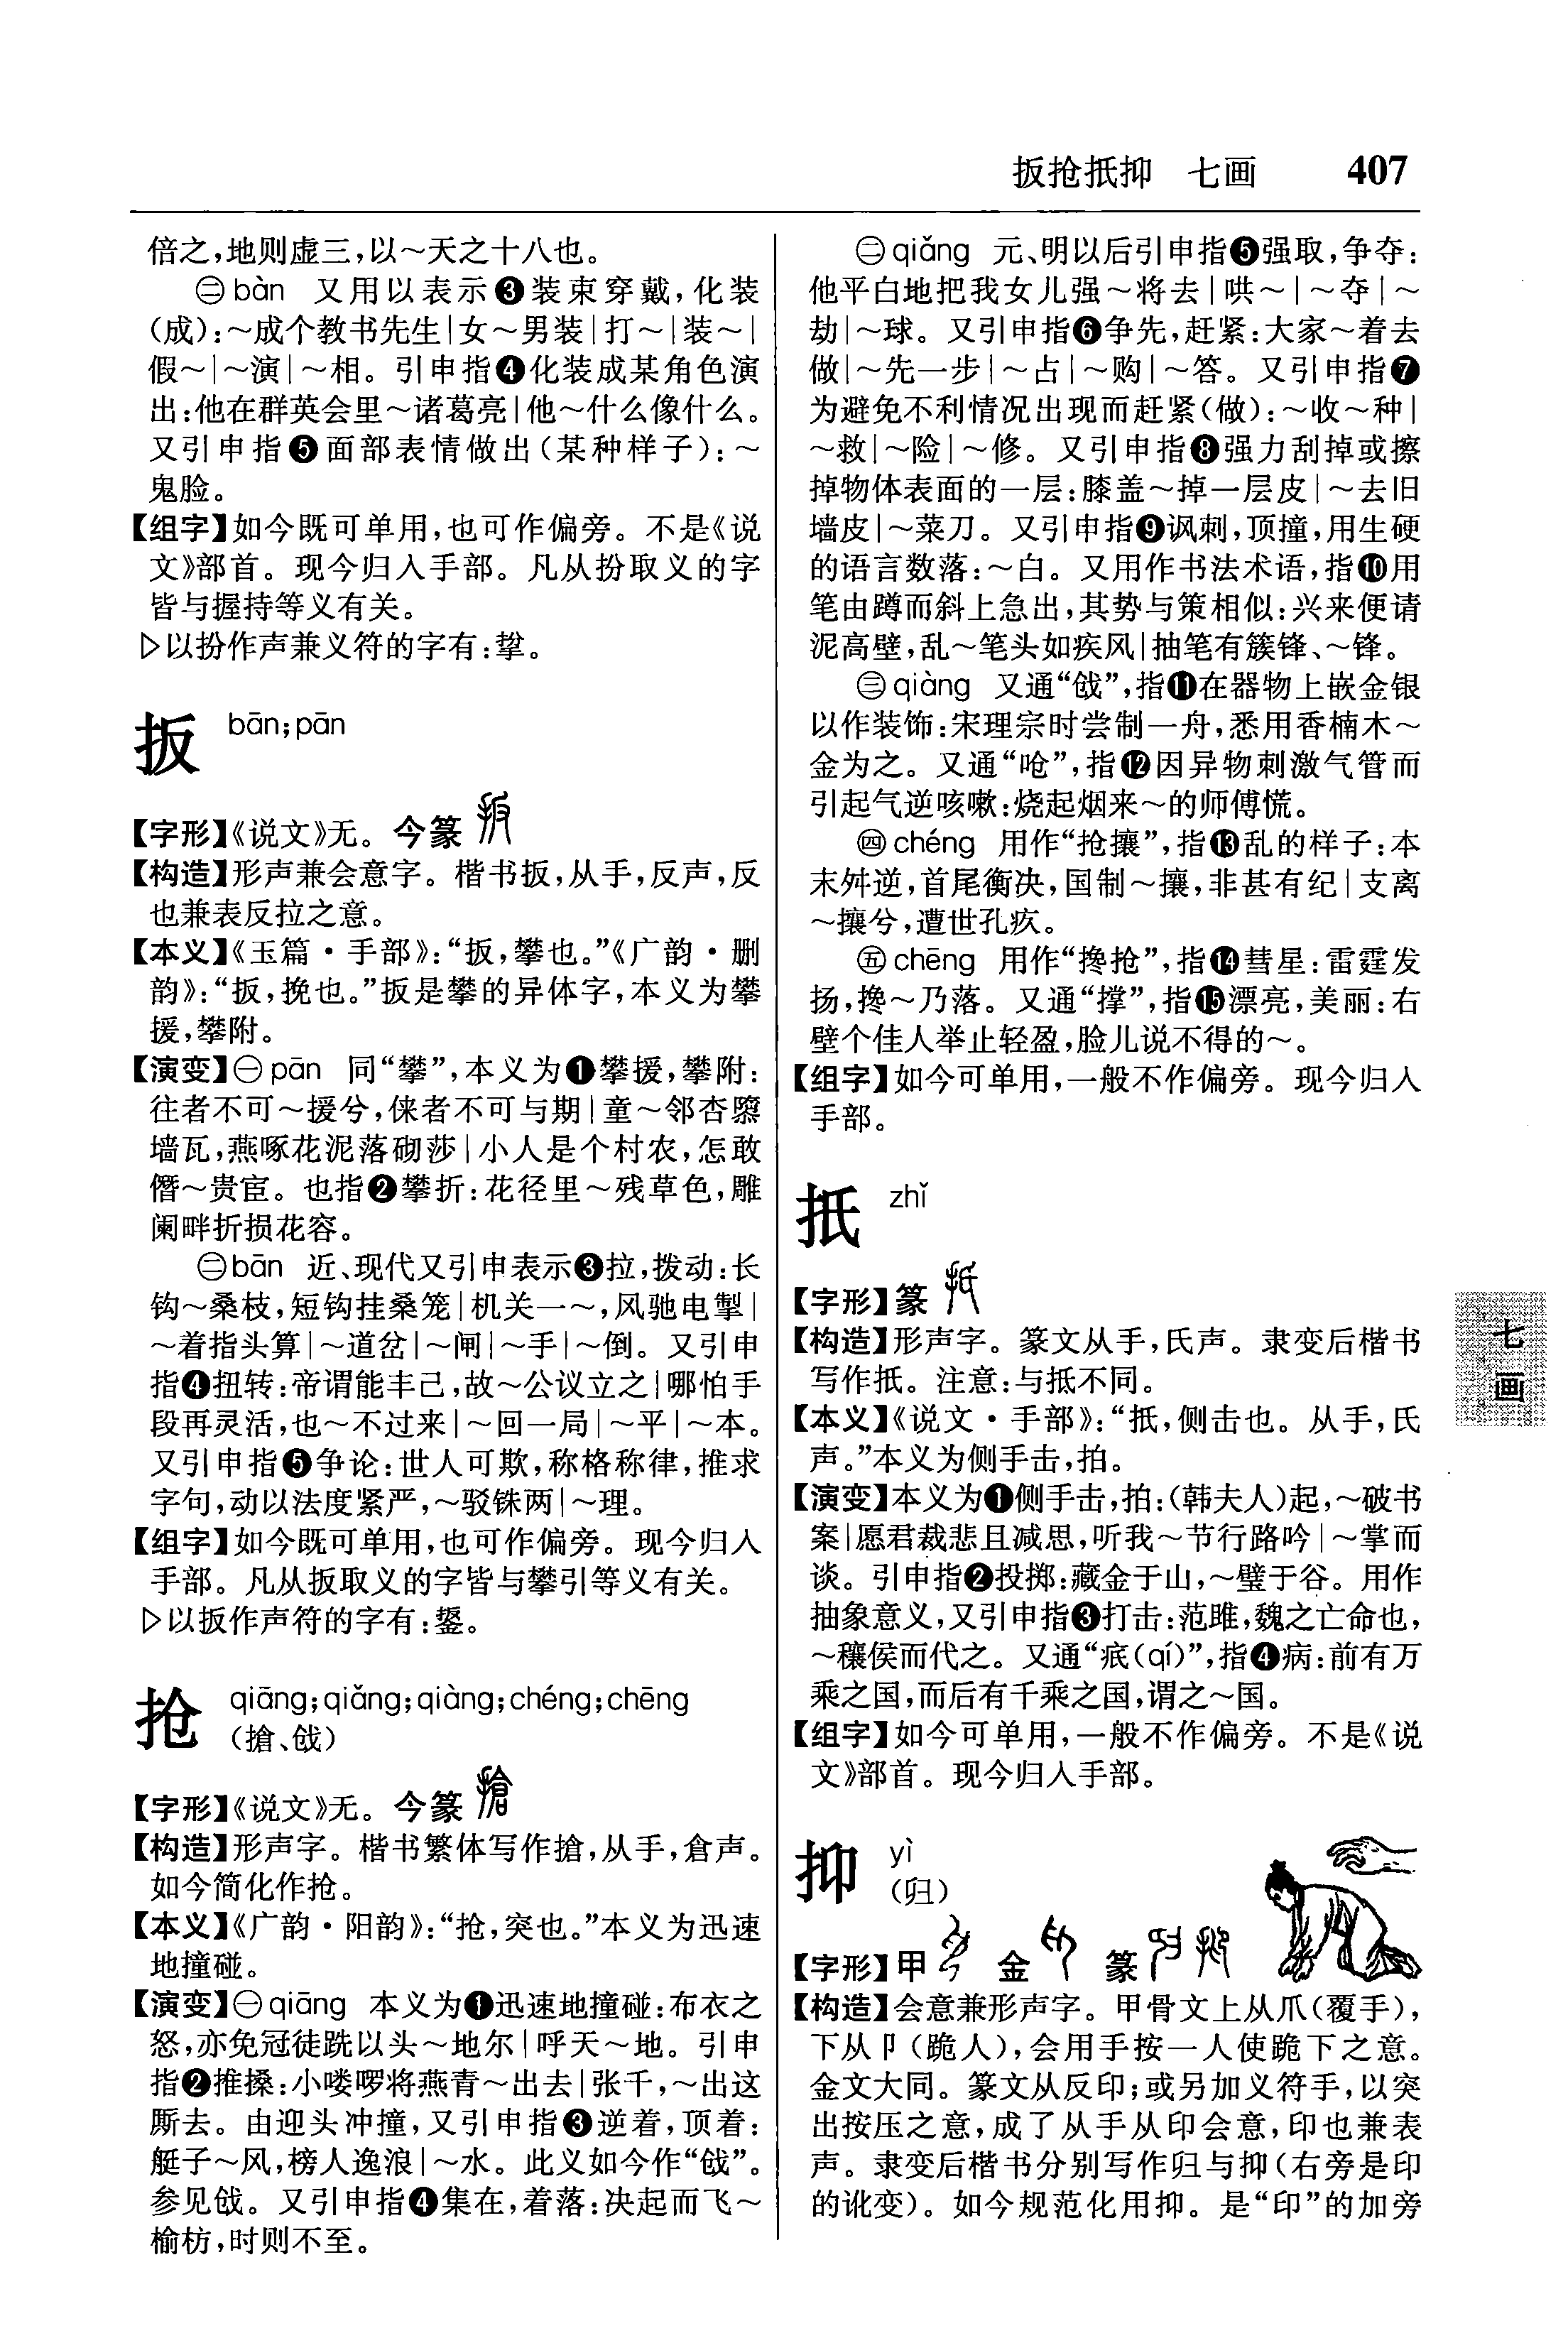 扳抢扺抑 七画 407
倍之,地则虚三,以～天之十八也。
㊁bàn 又用以表示❸装束穿戴,化装
(成):～成个教书先生|女～男装|打～|装～|
假～|～演|～相。引申指❹化装成某角色演
出:他在群英会里～诸葛亮|他～什么像什么。
又引申指❺面部表情做出(某种样子):～
鬼脸。
【组字】如今既可单用,也可作偏旁。不是《说
文》部首。现今归入手部。凡从扮取义的字
皆与握持等义有关。
▷以扮作声兼义符的字有:攀。
扳 bān;pān
【字形】《说文》无。今篆
【构造】形声兼会意字。楷书扳,从手,反声,反
也兼表反拉之意。
【本义】《玉篇·手部》:“扳,攀也。”《广韵·删
韵》:“扳,挽也。”扳是攀的异体字,本义为攀
援,攀附。
【演变】㊀pān 同“攀”,本义为❶攀援,攀附:
往者不可～援兮,俫者不可与期|童～邻杏隳
墙瓦,燕啄花泥落砌莎|小人是个村农,怎敢
僭～贵宦。也指❷攀折:花径里～残草色,雕
阑畔折损花容。
㊁bān 近、现代又引申表示❸拉,拨动:长
钩～桑枝,短钩挂桑笼|机关一～,风驰电掣|
～着指头算|～道岔|～闸|～手|～倒。又引申
指❹扭转:帝谓能丰己,故～公议立之|哪怕手
段再灵活,也～不过来|～回一局|～平|～本。
又引申指❺争论:世人可欺,称格称律,推求
字句,动以法度紧严,～驳铢两|～理。
【组字】如今既可单用,也可作偏旁。现今归入
手部。凡从扳取义的字皆与攀引等义有关。
▷以扳作声符的字有:鋬。
抢 qiāng;qiǎng;qiàng;chéng;chēng
(搶、戗)
【字形】《说文》无。今篆
【构造】形声字。楷书繁体写作搶,从手,倉声。
如今简化作抢。
【本义】《广韵·阳韵》:“抢,突也。”本义为迅速
地撞碰。
【演变】㊀qiāng 本义为❶迅速地撞碰:布衣之
怒,亦免冠徒跣以头～地尔|呼天～地。引申
指❷推搡:小喽啰将燕青～出去|张千,～出这
厮去。由迎头冲撞,又引申指❸逆着,顶着:
艇子～风,榜人逸浪|～水。此义如今作“戗”。
参见戗。又引申指❹集在,着落:决起而飞～
榆枋,时则不至。
㊁qiǎng 元、明以后引申指❺强取,争夺:
他平白地把我女儿强～将去|哄～|～夺|～
劫|～球。又引申指❻争先,赶紧:大家～着去
做|～先一步|～占|～购|～答。又引申指❼
为避免不利情况出现而赶紧(做):～收～种|
～救|～险|～修。又引申指❽强力刮掉或擦
掉物体表面的一层:膝盖～掉一层皮|～去旧
墙皮|～菜刀。又引申指❾讽刺,顶撞,用生硬
的语言数落:～白。又用作书法术语,指❿用
笔由蹲而斜上急出,其势与策相似:兴来便请
泥高壁,乱～笔头如疾风|抽笔有簇锋、～锋。
㊂qiàng 又通“戗”,指⓫在器物上嵌金银
以作装饰:宋理宗时尝制一舟,悉用香楠木～
金为之。又通“呛”,指⓬因异物刺激气管而
引起气逆咳嗽:烧起烟来～的师傅慌。
㊃chéng 用作“抢攘”,指⓭乱的样子:本
末舛逆,首尾衡决,国制～攘,非甚有纪|支离
～攘兮,遭世孔疚。
㊄chēng 用作“搀抢”,指⓮彗星:雷霆发
扬,搀～乃落。又通“撑”,指⓯漂亮,美丽:右
壁个佳人举止轻盈,脸儿说不得的～。
【组字】如今可单用,一般不作偏旁。现今归入
手部。
扺 zhǐ
【字形】篆
【构造】形声字。篆文从手,氏声。隶变后楷书
写作扺。注意:与抵不同。
【本义】《说文·手部》:“扺,侧击也。从手,氏
声。”本义为侧手击,拍。
【演变】本义为❶侧手击,拍:(韩夫人)起,～破书
案|愿君裁悲且减思,听我～节行路吟|～掌而
谈。引申指❷投掷:藏金于山,～璧于谷。用作
抽象意义,又引申指❸打击:范雎,魏之亡命也,
～穰侯而代之。又通“疧(qí)”,指❹病:前有万
乘之国,而后有千乘之国,谓之～国。
【组字】如今可单用,一般不作偏旁。不是《说
文》部首。现今归入手部。
抑 yì
(归)
【字形】甲 金 篆
【构造】会意兼形声字。甲骨文上从爪(覆手),
下从卩(跪人),会用手按一人使跪下之意。
金文大同。篆文从反印;或另加义符手,以突
出按压之意,成了从手从印会意,印也兼表
声。隶变后楷书分别写作归与抑(右旁是印
的讹变)。如今规范化用抑。是“印”的加旁
七画